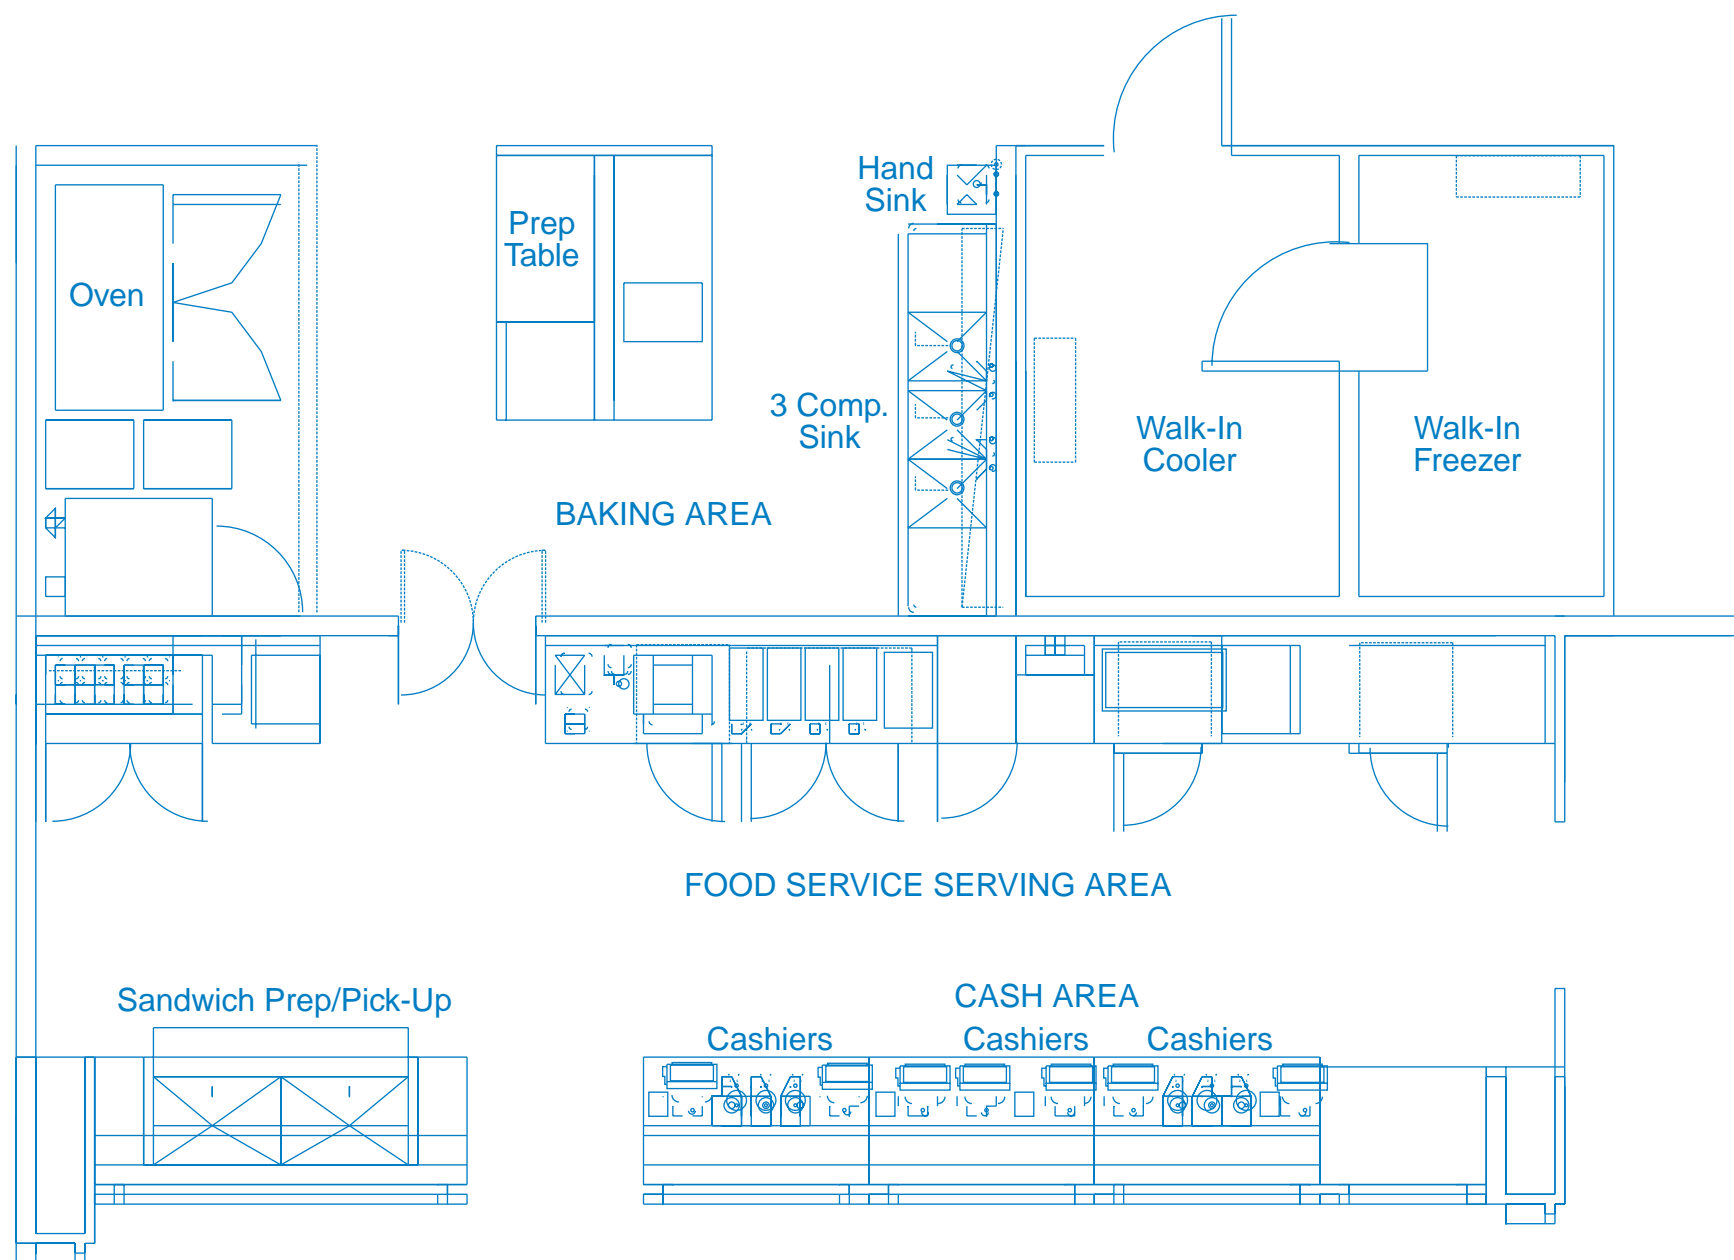 Hand
Sink
Prep
Table
Oven
3 Comp.
Sink
Walk-In
Cooler
Walk-In
Freezer
BAKING AREA
FOOD SERVICE SERVING AREA
Sandwich Prep/Pick-Up
CASH AREA
Cashiers
Cashiers
Cashiers